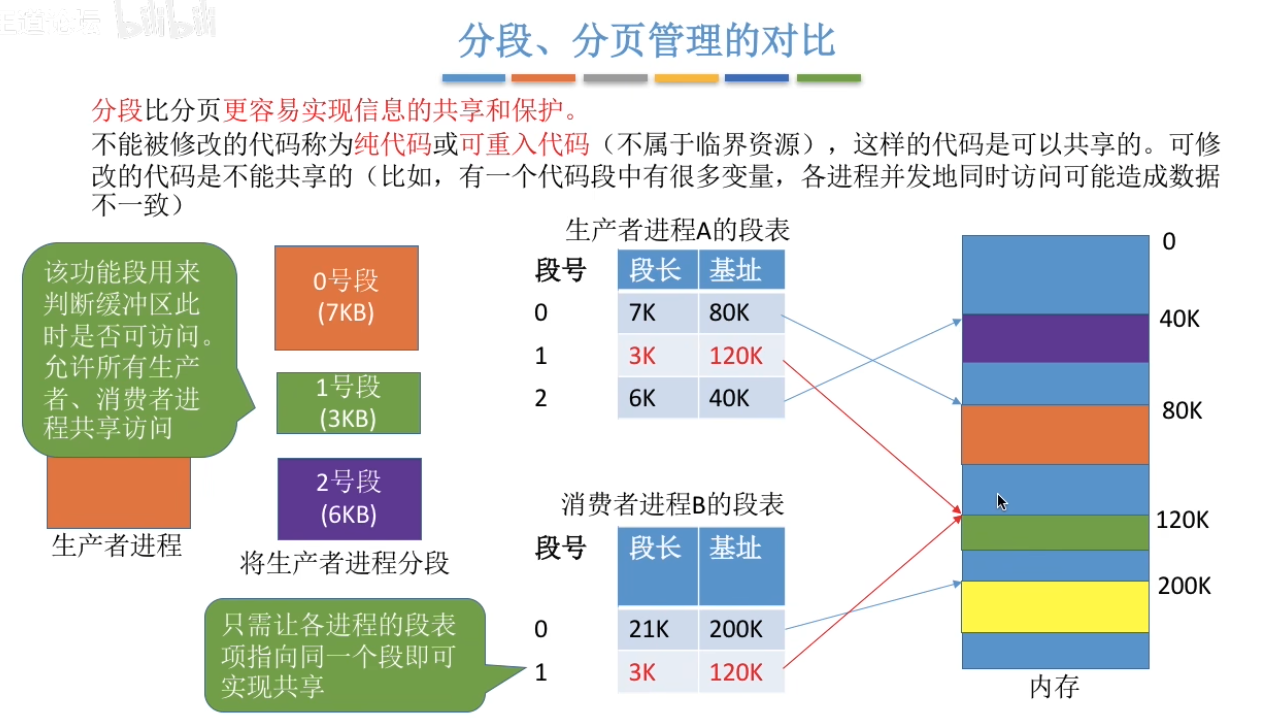 bilibili
分段、分页管理的对比
分段比分页更容易实现信息的共享和保护。
不能被修改的代码称为纯代码或可重入代码（不属于临界资源），这样的代码是可以共享的。可修
改的代码是不能共享的（比如，有一个代码段中有很多变量，各进程并发地同时访问可能造成数据
不一致）
该功能段用来
判断缓冲区此
时是否可访问。
允许所有生产
者、消费者进
程共享访问
生产者进程
0号段
(7KB)
1号段
(3KB)
2号段
(6KB)
将生产者进程分段
生产者进程A的段表
段号 段长 基址
0 7K 80K
1 3K 120K
2 6K 40K
消费者进程B的段表
段号 段长 基址
0 21K 200K
1 3K 120K
只需让各进程的段表
项指向同一个段即可
实现共享
0
40K
80K
120K
200K
内存